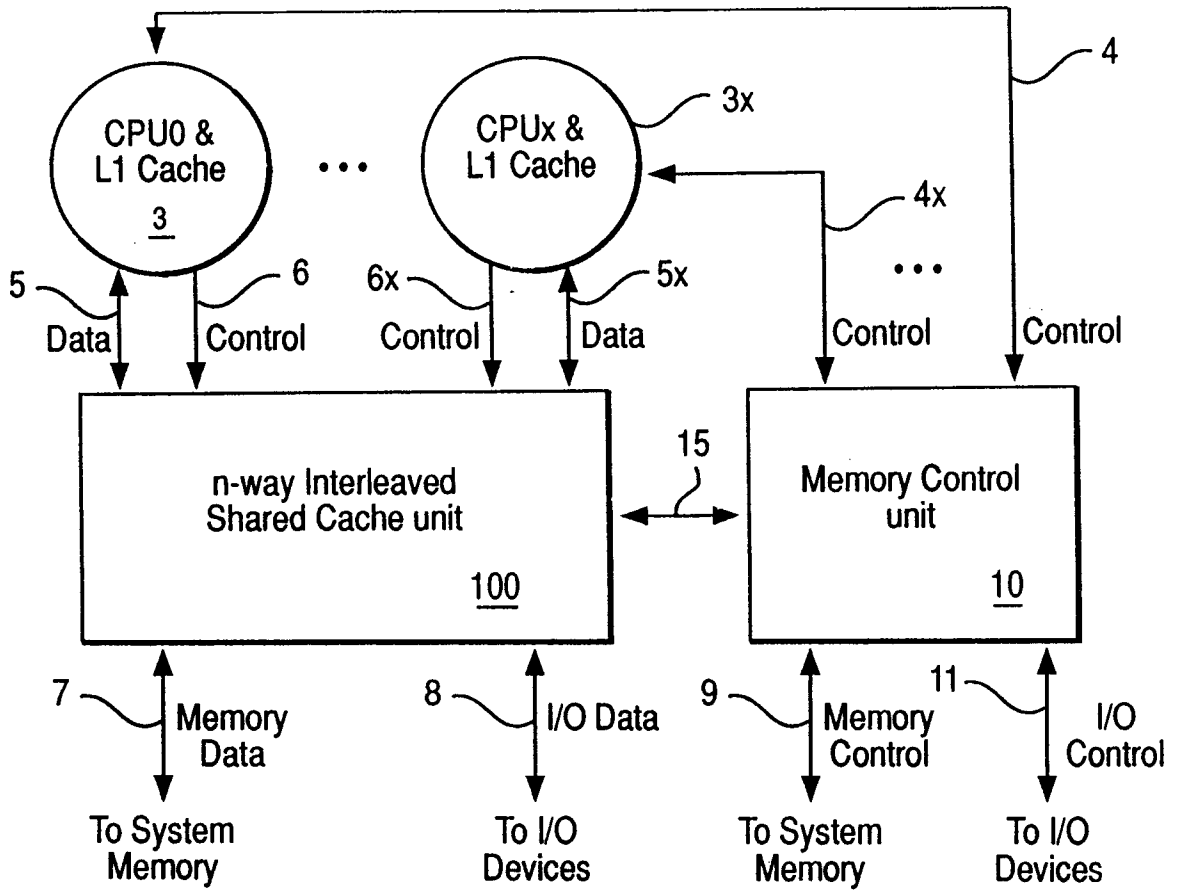 4
CPU0 &
L1 Cache
3
•••
CPUx &
L1 Cache
3x
4x
•••
5
Data
6
Control
6x
Control
5x
Data
Control
Control
n-way Interleaved
Shared Cache unit
100
15
Memory Control
unit
10
7
Memory
Data
8
I/O Data
9
Memory
Control
11
I/O
Control
To System
Memory
To I/O
Devices
To System
Memory
To I/O
Devices